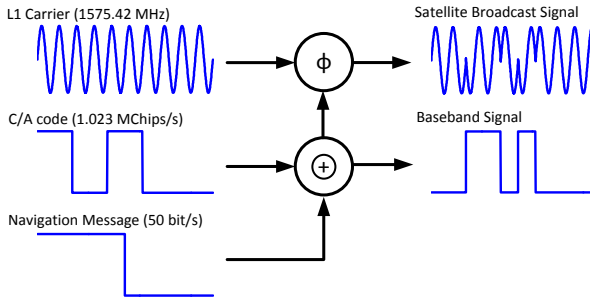 L1 Carrier (1575.42 MHz)
Satellite Broadcast Signal
ϕ
C/A code (1.023 MChips/s)
Baseband Signal
+
Navigation Message (50 bit/s)